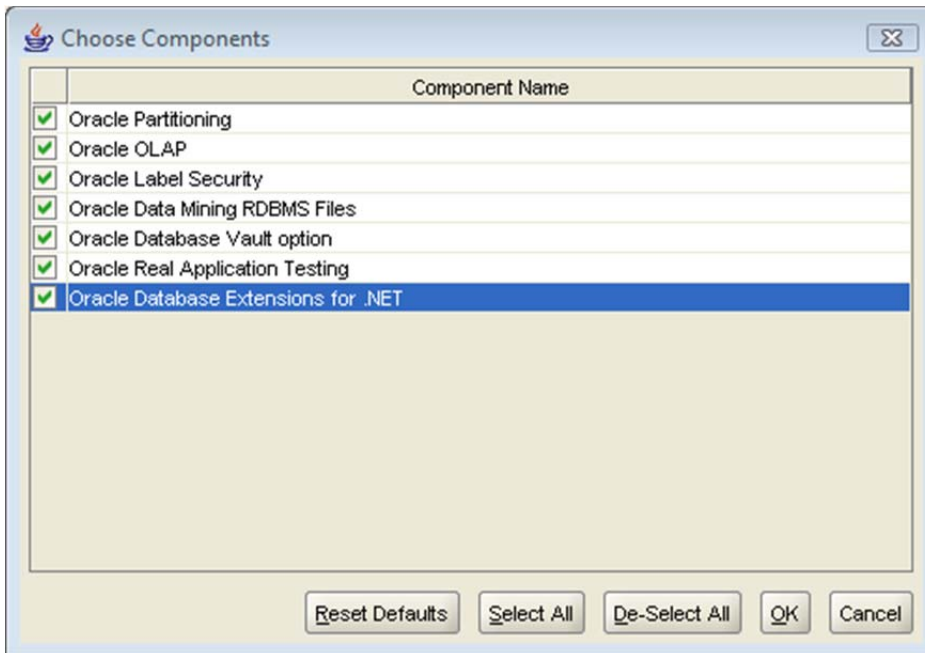 Choose Components
Component Name
Oracle Partitioning
Oracle OLAP
Oracle Label Security
Oracle Data Mining RDBMS Files
Oracle Database Vault option
Oracle Real Application Testing
Oracle Database Extensions for .NET
Reset Defaults Select All De-Select All OK Cancel